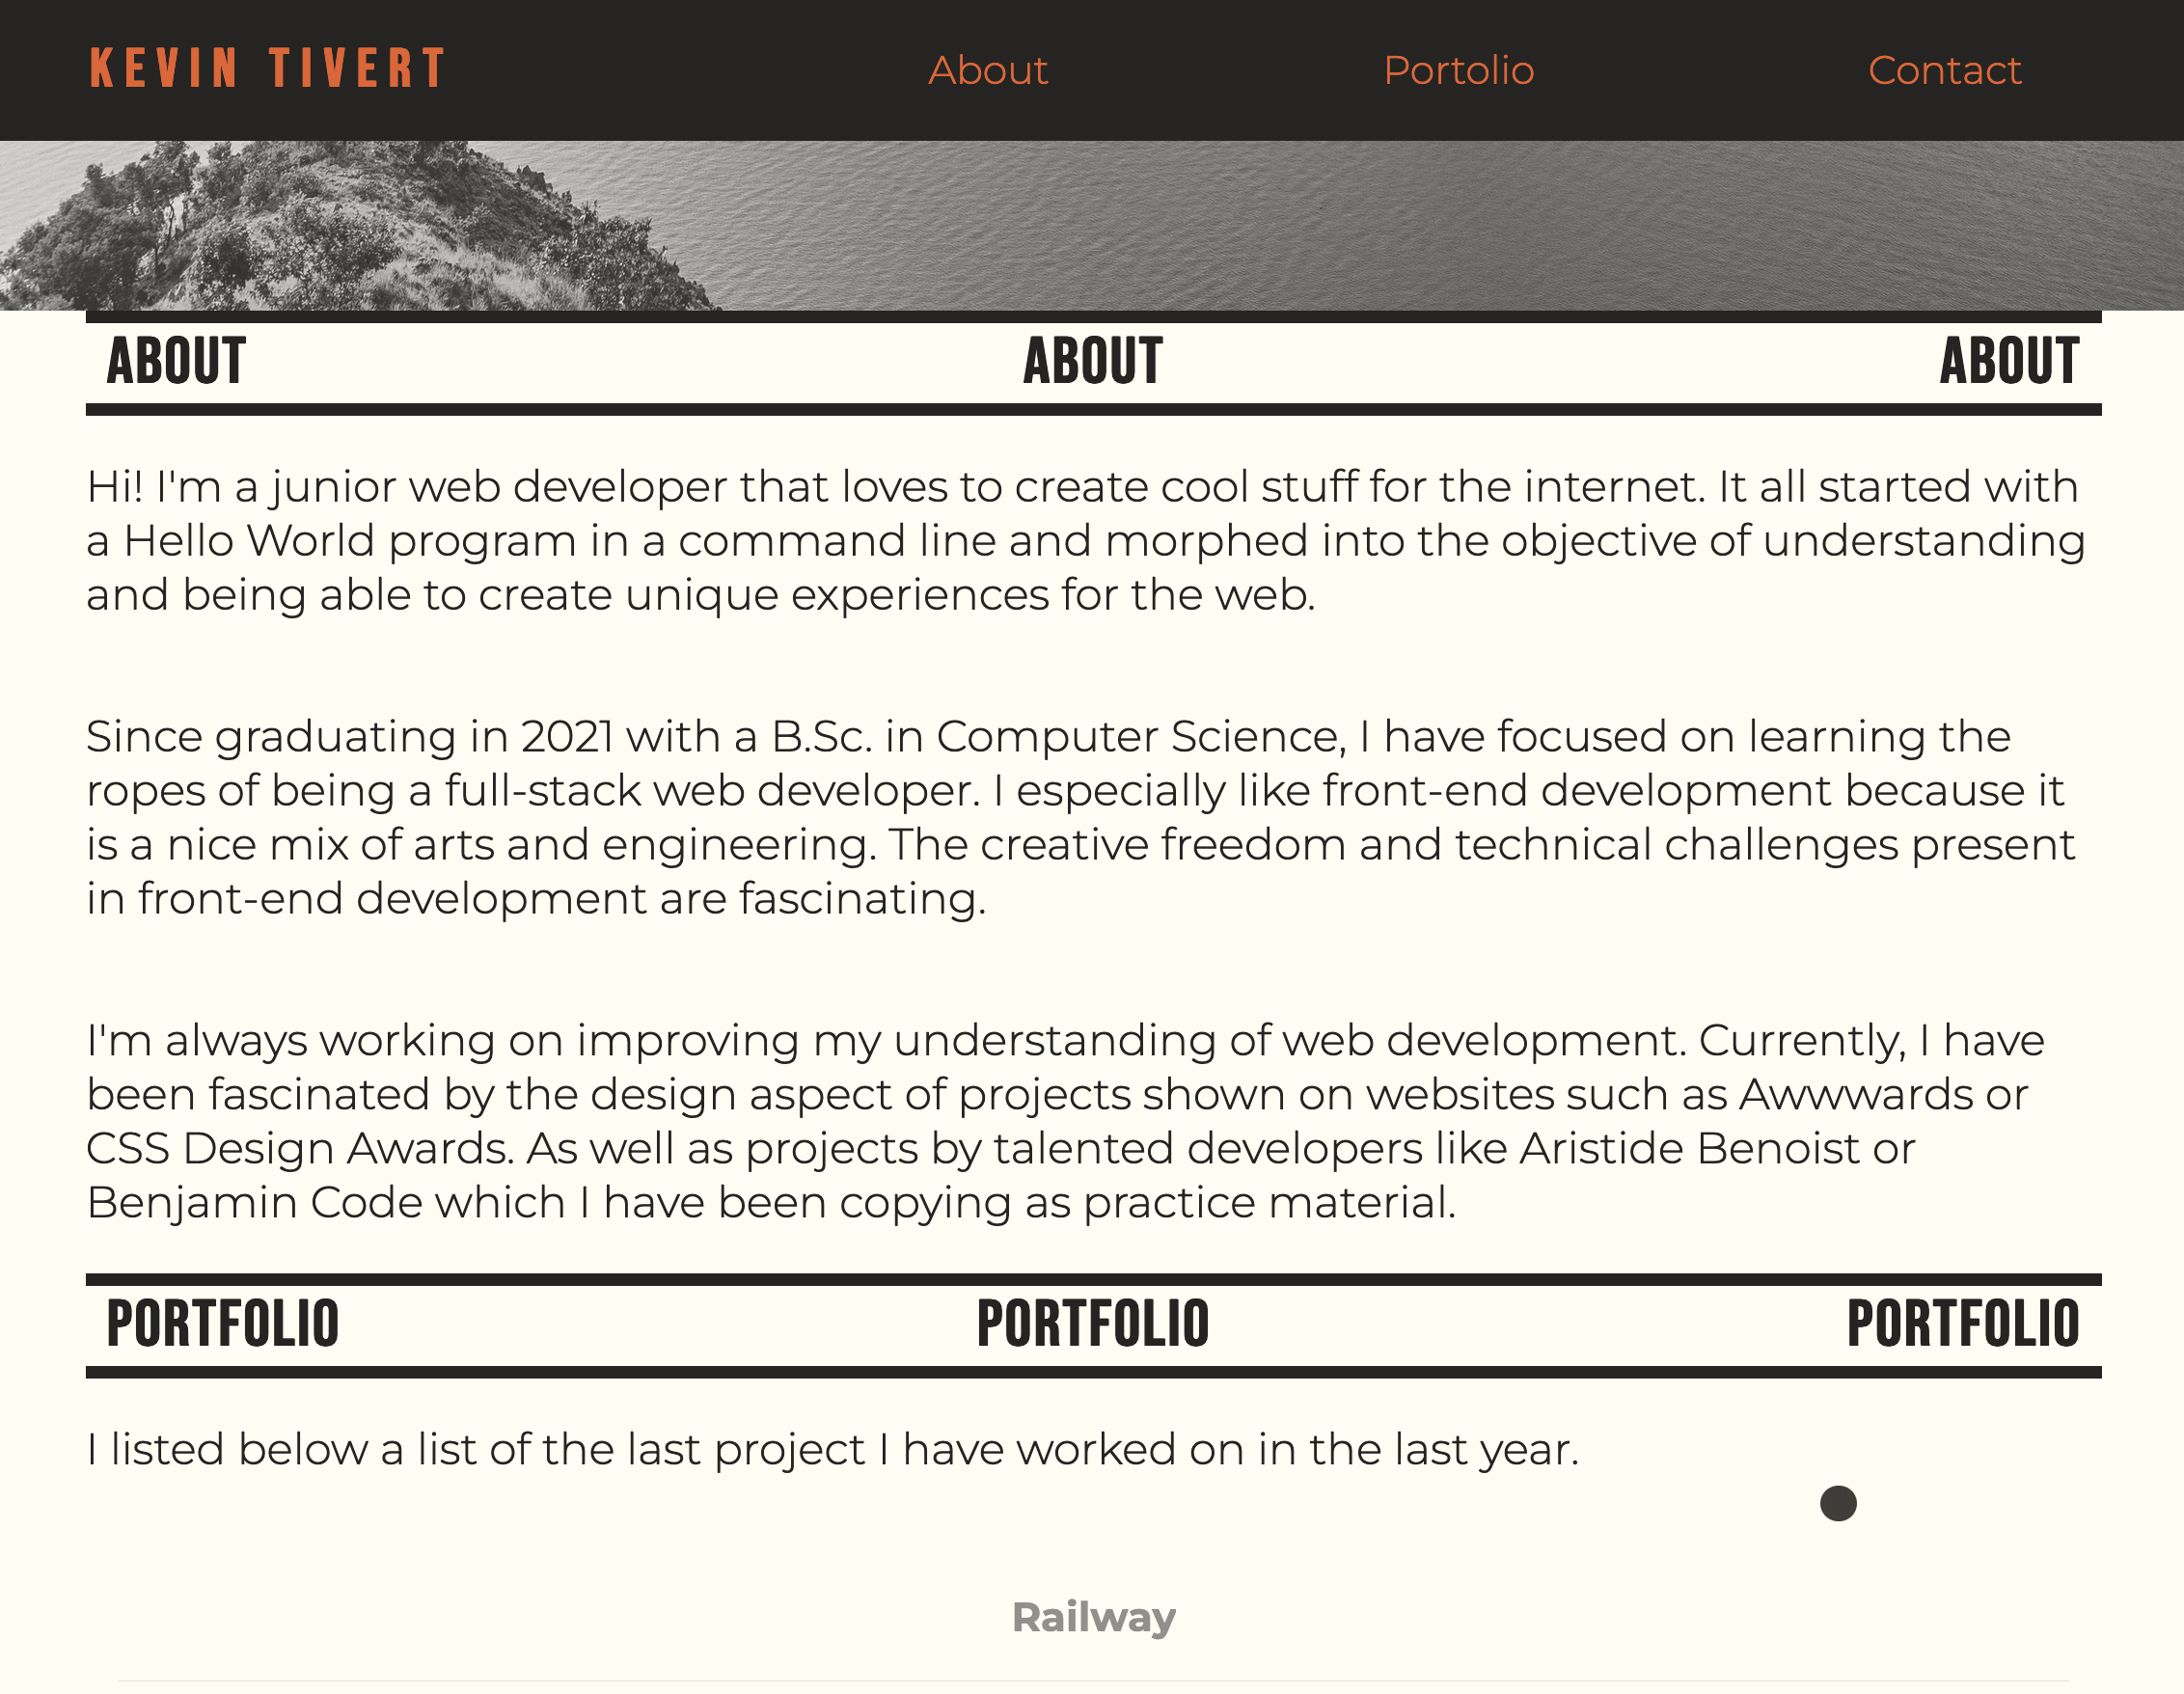 KEVIN TIVERT About Portolio Contact
ABOUT ABOUT ABOUT
Hi! I'm a junior web developer that loves to create cool stuff for the internet. It all started with
a Hello World program in a command line and morphed into the objective of understanding
and being able to create unique experiences for the web.
Since graduating in 2021 with a B.Sc. in Computer Science, I have focused on learning the
ropes of being a full-stack web developer. I especially like front-end development because it
is a nice mix of arts and engineering. The creative freedom and technical challenges present
in front-end development are fascinating.
I'm always working on improving my understanding of web development. Currently, I have
been fascinated by the design aspect of projects shown on websites such as Awwwards or
CSS Design Awards. As well as projects by talented developers like Aristide Benoist or
Benjamin Code which I have been copying as practice material.
PORTFOLIO PORTFOLIO PORTFOLIO
I listed below a list of the last project I have worked on in the last year.
Railway